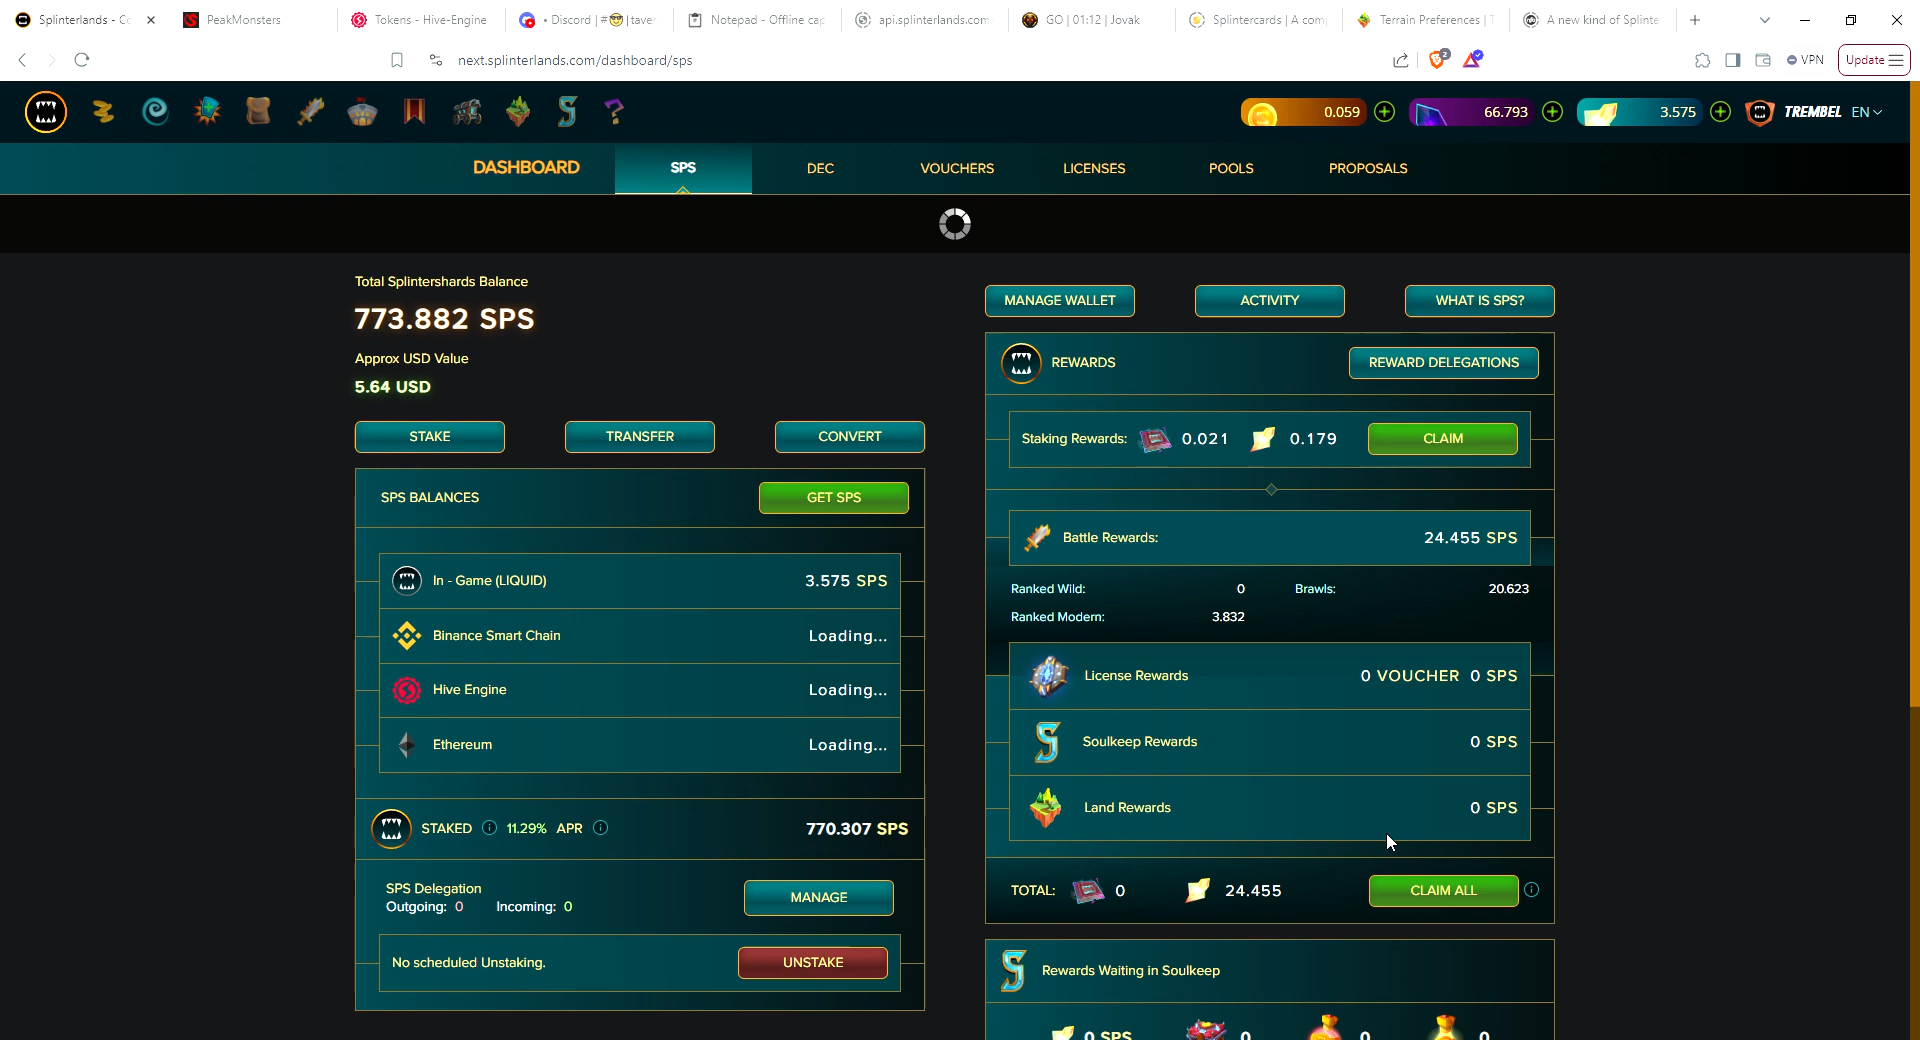 Splinterlands - Co
PeakMonsters
Tokens - Hive-Engine
• Discord | #😎|taver
Notepad - Offline cap
api.splinterlands.com
GO | 01:12 | Jovak
Splintercards | A com
Terrain Preferences | T
A new kind of Splinte
next.splinterlands.com/dashboard/sps
2
VPN
Update
0.059
66.793
3.575
TREMBEL
EN
DASHBOARD
SPS
DEC
VOUCHERS
LICENSES
POOLS
PROPOSALS
Total Splintershards Balance
773.882 SPS
Approx USD Value
5.64 USD
STAKE
TRANSFER
CONVERT
SPS BALANCES
GET SPS
In - Game (LIQUID)
3.575 SPS
Binance Smart Chain
Loading...
Hive Engine
Loading...
Ethereum
Loading...
STAKED
11.29% APR
770.307 SPS
SPS Delegation
Outgoing: 0 Incoming: 0
MANAGE
No scheduled Unstaking.
UNSTAKE
MANAGE WALLET
ACTIVITY
WHAT IS SPS?
REWARDS
REWARD DELEGATIONS
Staking Rewards: 0.021 0.179
CLAIM
Battle Rewards:
24.455 SPS
Ranked Wild: 0
Brawls: 20.623
Ranked Modern: 3.832
License Rewards
0 VOUCHER 0 SPS
Soulkeep Rewards
0 SPS
Land Rewards
0 SPS
TOTAL: 0 24.455
CLAIM ALL
Rewards Waiting in Soulkeep
0 SPS 0 0 0